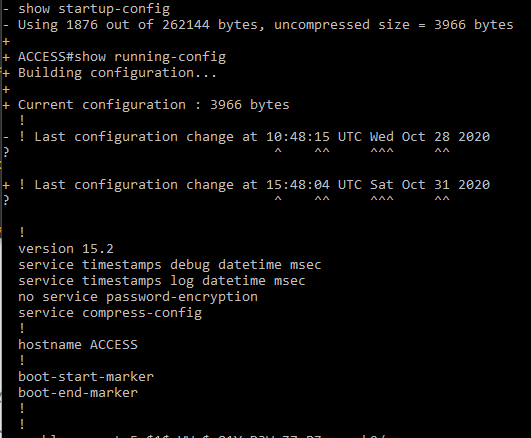 - show startup-config
- Using 1876 out of 262144 bytes, uncompressed size = 3966 bytes
+
+ ACCESS#show running-config
+ Building configuration...
+
+ Current configuration : 3966 bytes
  !
- ! Last configuration change at 10:48:15 UTC Wed Oct 28 2020
?                                 ^    ^^     ^^^     ^^
+ ! Last configuration change at 15:48:04 UTC Sat Oct 31 2020
?                                 ^    ^^     ^^^     ^^
  !
  version 15.2
  service timestamps debug datetime msec
  service timestamps log datetime msec
  no service password-encryption
  service compress-config
  !
  hostname ACCESS
  !
  boot-start-marker
  boot-end-marker
  !
  !